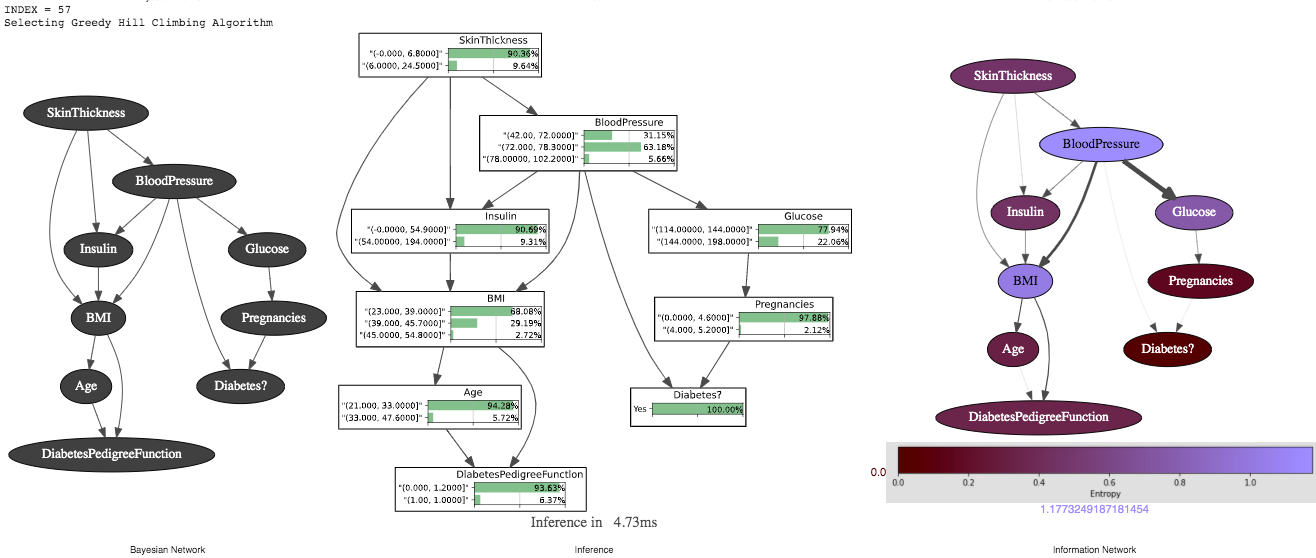 INDEX = 57
Selecting Greedy Hill Climbing Algorithm
SkinThickness
BloodPressure
Insulin
Glucose
BMI
Pregnancies
Age
Diabetes?
DiabetesPedigreeFunction
Bayesian Network
SkinThickness
"(-0.000, 6.8000]" 90.36%
"(6.0000, 24.5000]" 9.64%
BloodPressure
"(42.00, 72.0000]" 31.15%
"(72.000, 78.3000]" 63.18%
"(78.00000, 102.2000]" 5.66%
Insulin
"(-0.0000, 54.9000]" 90.69%
"(54.00000, 194.0000]" 9.31%
Glucose
"(114.00000, 144.0000]" 77.94%
"(144.0000, 198.0000]" 22.06%
BMI
"(23.000, 39.0000]" 68.08%
"(39.000, 45.7000]" 29.19%
"(45.0000, 54.8000]" 2.72%
Pregnancies
"(0.0000, 4.6000]" 97.88%
"(4.000, 5.2000]" 2.12%
Age
"(21.000, 33.0000]" 94.28%
"(33.000, 47.6000]" 5.72%
Diabetes?
Yes 100.00%
DiabetesPedigreeFunction
"(0.000, 1.2000]" 93.63%
"(1.00, 1.0000]" 6.37%
Inference in 4.73ms
Inference
SkinThickness
BloodPressure
Insulin
Glucose
BMI
Pregnancies
Age
Diabetes?
DiabetesPedigreeFunction
0.0
0.0 0.2 0.4 0.6 0.8 1.0
Entropy
1.1773249187181454
Information Network